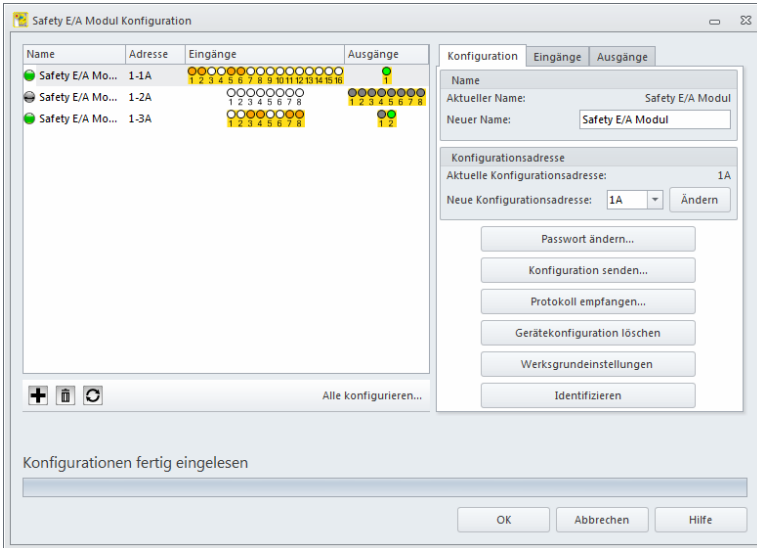 Safety E/A Modul Konfiguration
Name Adresse Eingänge Ausgänge
Safety E/A Mo... 1-1A
1 2 3 4 5 6 7 8 9 10 11 12 13 14 15 16 1
Safety E/A Mo... 1-2A
1 2 3 4 5 6 7 8 1 2 3 4 5 6 7 8
Safety E/A Mo... 1-3A
1 2 3 4 5 6 7 8 1 2
Alle konfigurieren...
Konfiguration Eingänge Ausgänge
Name
Aktueller Name: Safety E/A Modul
Neuer Name: Safety E/A Modul
Konfigurationsadresse
Aktuelle Konfigurationsadresse: 1A
Neue Konfigurationsadresse: 1A Ändern
Passwort ändern...
Konfiguration senden...
Protokoll empfangen...
Gerätekonfiguration löschen
Werksgrundeinstellungen
Identifizieren
Konfigurationen fertig eingelesen
OK Abbrechen Hilfe